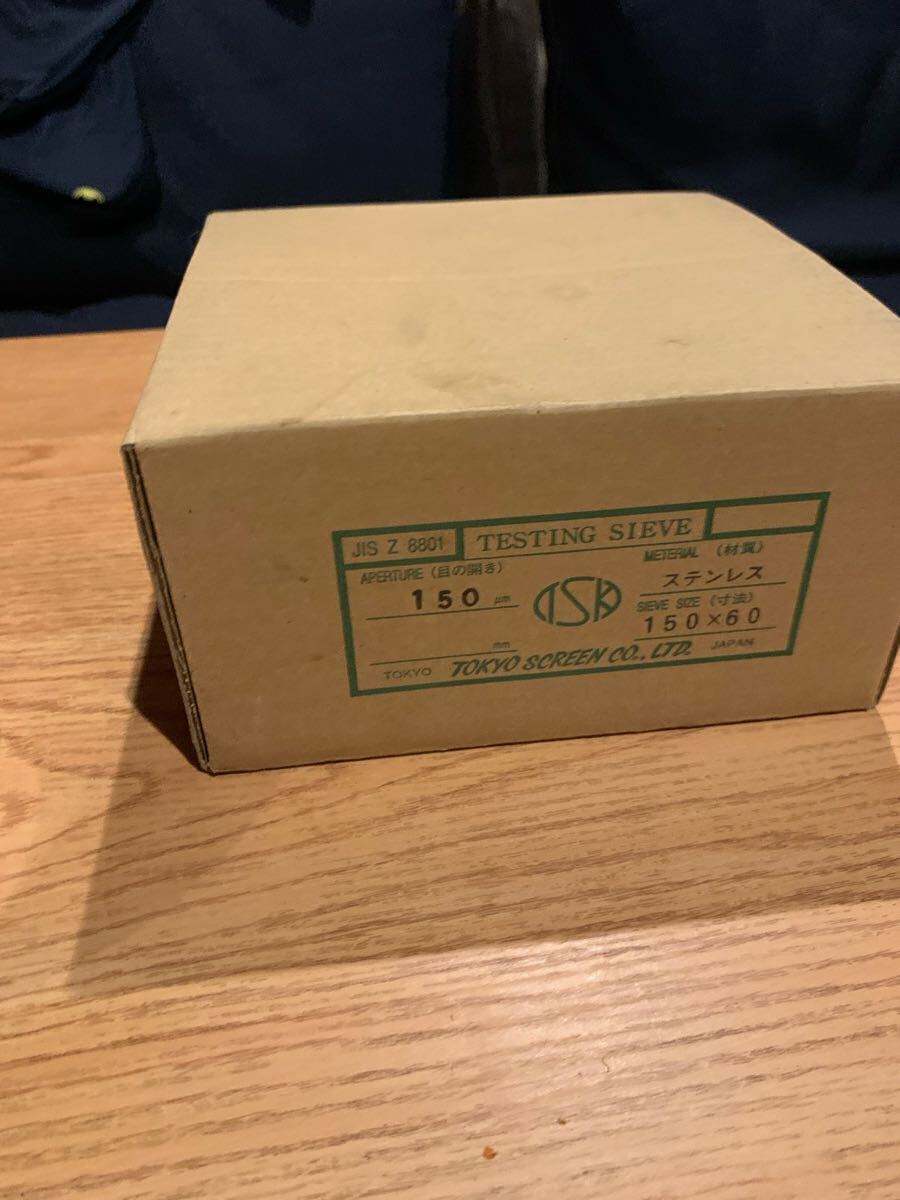 JIS Z 8801
TESTING SIEVE
APERTURE (目の開き)
150 μm
mm
TSK
METERIAL (材質)
ステンレス
SIEVE SIZE (寸法)
150×60
TOKYO TOKYO SCREEN CO., LTD. JAPAN